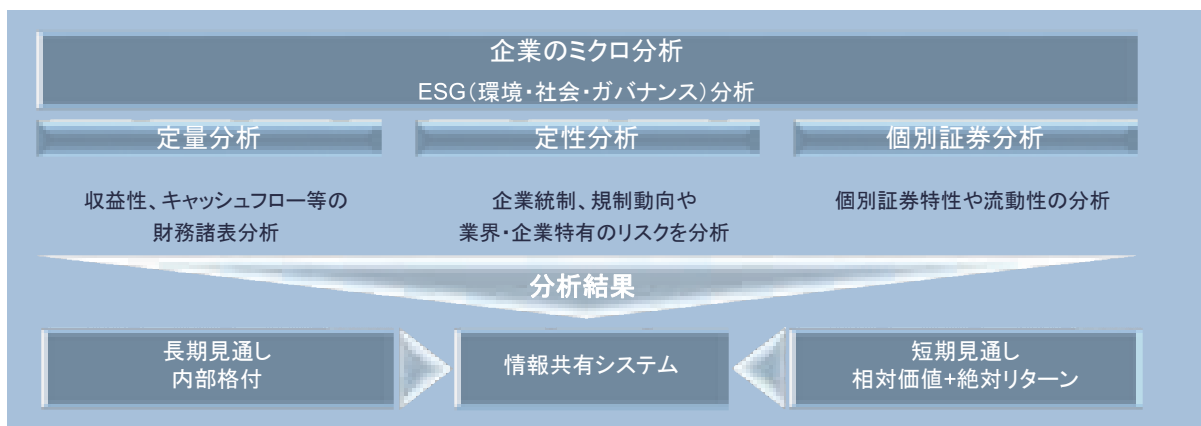 企業のミクロ分析
ESG(環境・社会・ガバナンス)分析
定量分析
収益性、キャッシュフロー等の
財務諸表分析
定性分析
企業統制、規制動向や
業界・企業特有のリスクを分析
個別証券分析
個別証券特性や流動性の分析
分析結果
長期見通し
内部格付
情報共有システム
短期見通し
相対価値+絶対リターン